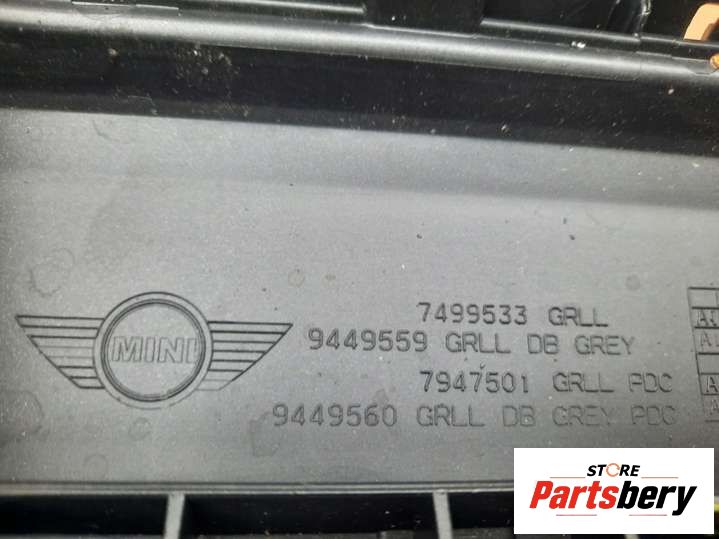 MINI
7499533 GRLL
9449559 GRLL DB GREY
7947501 GRLL PDC
9449560 GRLL DB GREY PDC
STORE
Partsbery